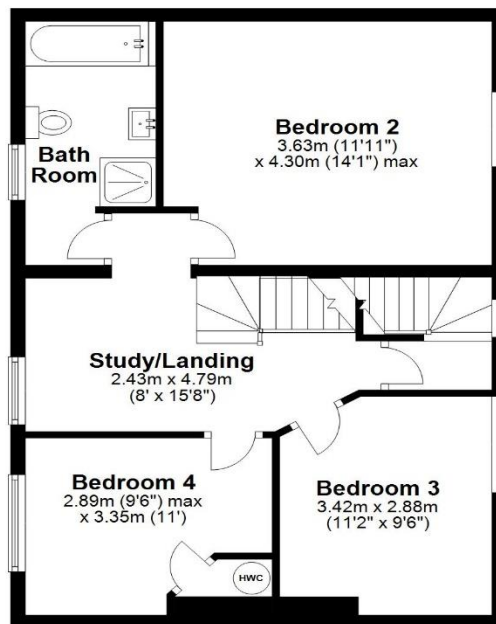 Bedroom 2
3.63m (11'11")
x 4.30m (14'1") max
Bath
Room
Study/Landing
2.43m x 4.79m
(8' x 15'8")
Bedroom 4
2.89m (9'6") max
x 3.35m (11')
HWC
Bedroom 3
3.42m x 2.88m
(11'2" x 9'6")